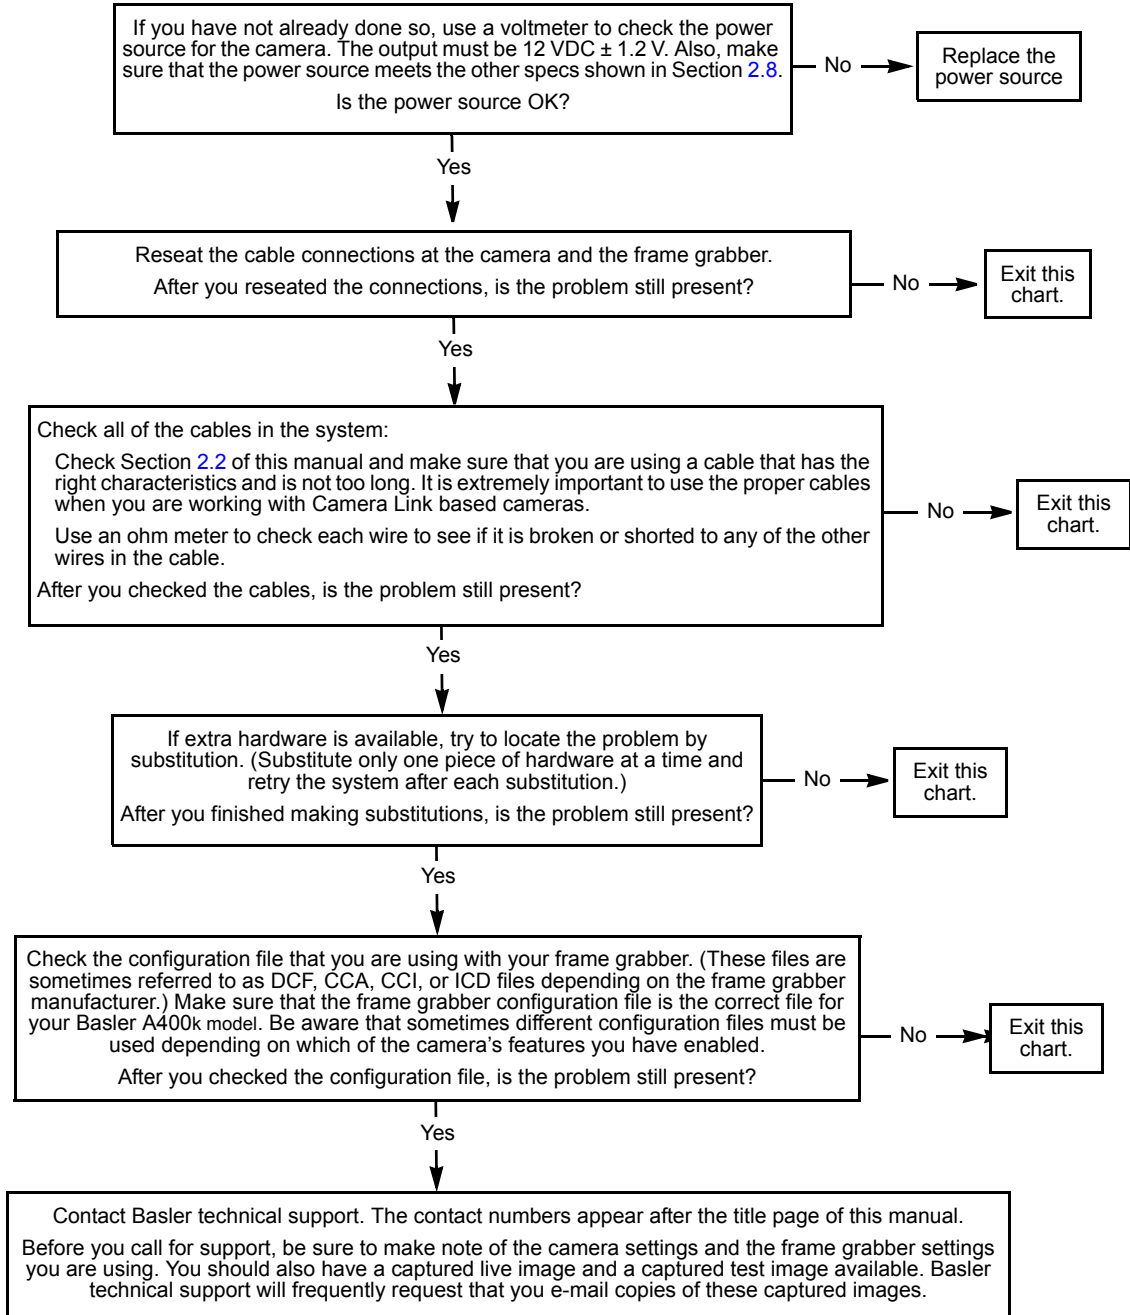 If you have not already done so, use a voltmeter to check the power
source for the camera. The output must be 12 VDC ± 1.2 V. Also, make
sure that the power source meets the other specs shown in Section 2.8.
Is the power source OK?
No
Replace the
power source
Yes
Reseat the cable connections at the camera and the frame grabber.
After you reseated the connections, is the problem still present?
No
Exit this
chart.
Yes
Check all of the cables in the system:
Check Section 2.2 of this manual and make sure that you are using a cable that has the
right characteristics and is not too long. It is extremely important to use the proper cables
when you are working with Camera Link based cameras.
Use an ohm meter to check each wire to see if it is broken or shorted to any of the other
wires in the cable.
After you checked the cables, is the problem still present?
No
Exit this
chart.
Yes
If extra hardware is available, try to locate the problem by
substitution. (Substitute only one piece of hardware at a time and
retry the system after each substitution.)
After you finished making substitutions, is the problem still present?
No
Exit this
chart.
Yes
Check the configuration file that you are using with your frame grabber. (These files are
sometimes referred to as DCF, CCA, CCI, or ICD files depending on the frame grabber
manufacturer.) Make sure that the frame grabber configuration file is the correct file for
your Basler A400k model. Be aware that sometimes different configuration files must be
used depending on which of the camera's features you have enabled.
After you checked the configuration file, is the problem still present?
No
Exit this
chart.
Yes
Contact Basler technical support. The contact numbers appear after the title page of this manual.
Before you call for support, be sure to make note of the camera settings and the frame grabber settings
you are using. You should also have a captured live image and a captured test image available. Basler
technical support will frequently request that you e-mail copies of these captured images.